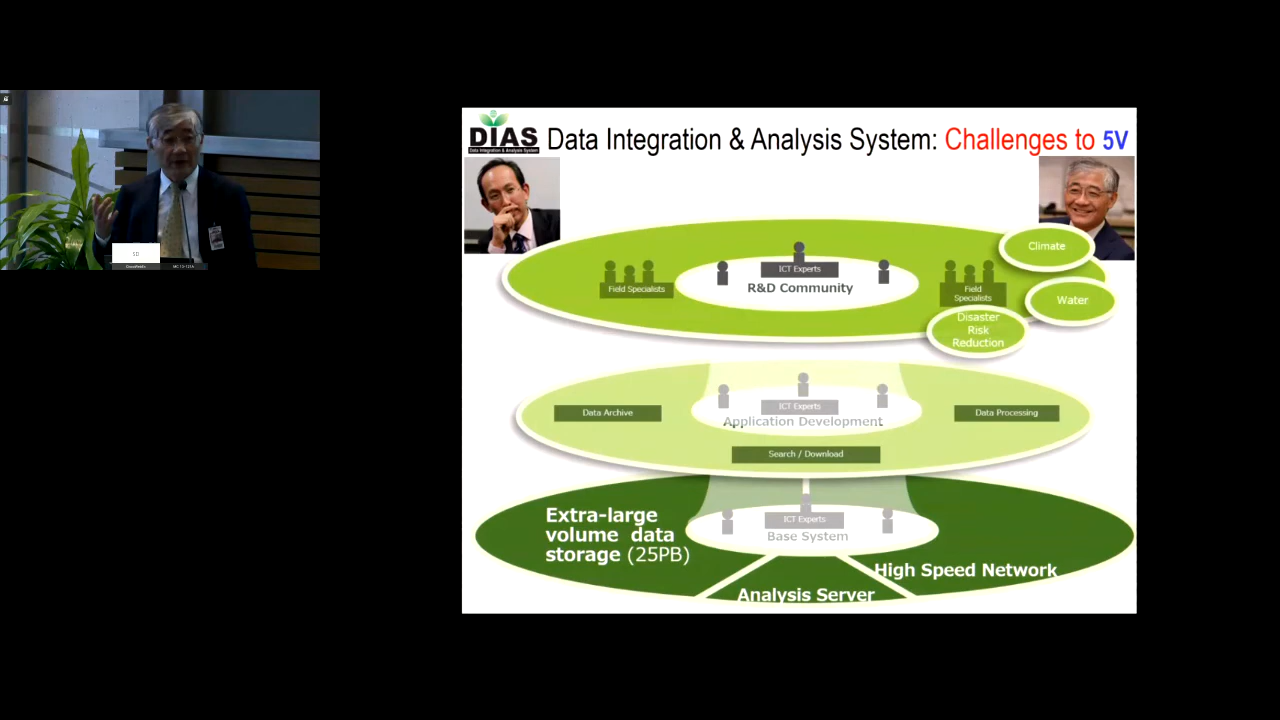 DIAS Data Integration & Analysis System: Challenges to 5V
Data Integration & Analysis System
Climate
ICT Experts
R&D Community
Field Specialists
Field
Specialists
Water
Disaster
Risk
Reduction
ICT Experts
Data Archive
Application Development
Data Processing
Search / Download
Extra-large
volume data
storage (25PB)
ICT Experts
Base System
High Speed Network
Analysis Server